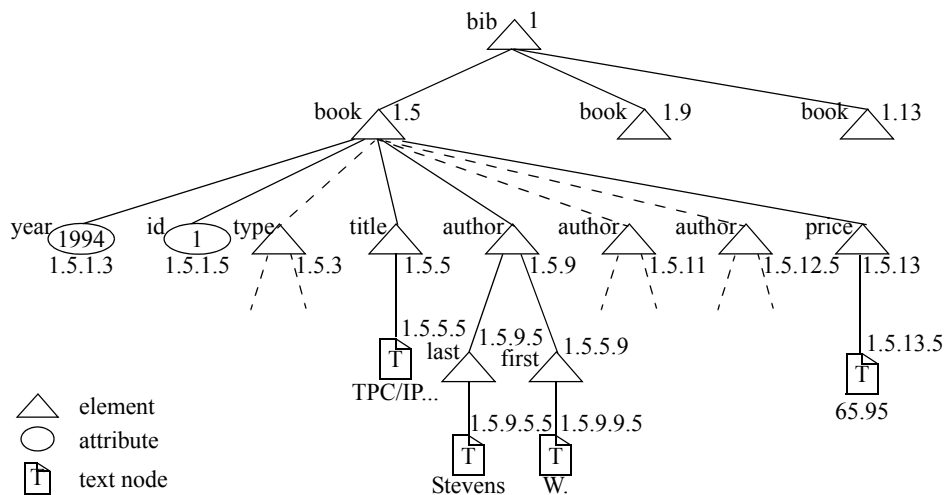 bib 1
book 1.5 book 1.9 book 1.13
year 1994 id 1 type title author author author price
1.5.1.3 1.5.1.5 1.5.3 1.5.5 1.5.9 1.5.11 1.5.12.5 1.5.13
1.5.5.5 1.5.9.5 1.5.5.9 1.5.13.5
T last first T
TPC/IP... 65.95
element
attribute
T text node
1.5.9.5.5 1.5.9.9.5
T T
Stevens W.